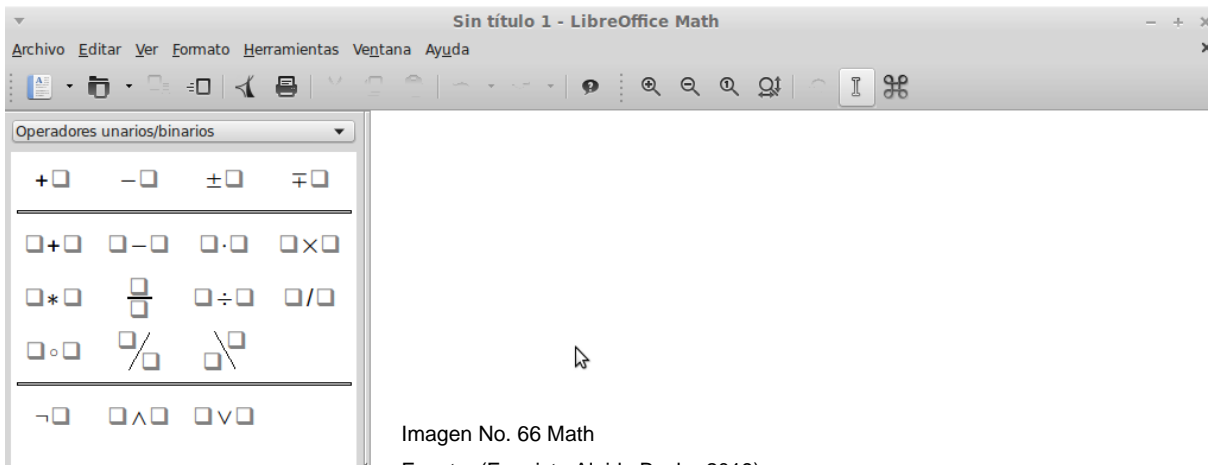 Sin título 1 - LibreOffice Math
Archivo Editar Ver Formato Herramientas Ventana Ayuda
Operadores unarios/binarios
+□ −□ ±□ ∓□
□+□ □−□ □·□ □×□
□∗□ □/□ □÷□ □/□
□∘□ □/□ □\□
¬□ □∧□ □∨□
Imagen No. 66 Math